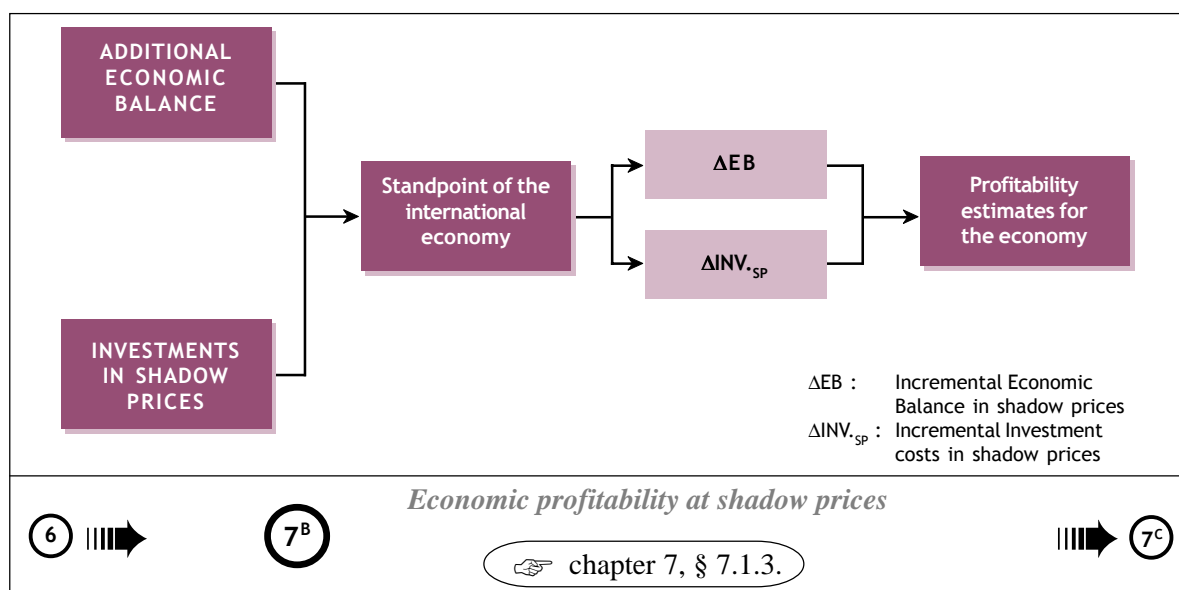 ADDITIONAL
ECONOMIC
BALANCE
Standpoint of the
international
economy
ΔEB
ΔINV.SP
Profitability
estimates for
the economy
INVESTMENTS
IN SHADOW
PRICES
ΔEB : Incremental Economic
Balance in shadow prices
ΔINV.SP : Incremental Investment
costs in shadow prices
Economic profitability at shadow prices
6
7B
7C
☞ chapter 7, § 7.1.3.